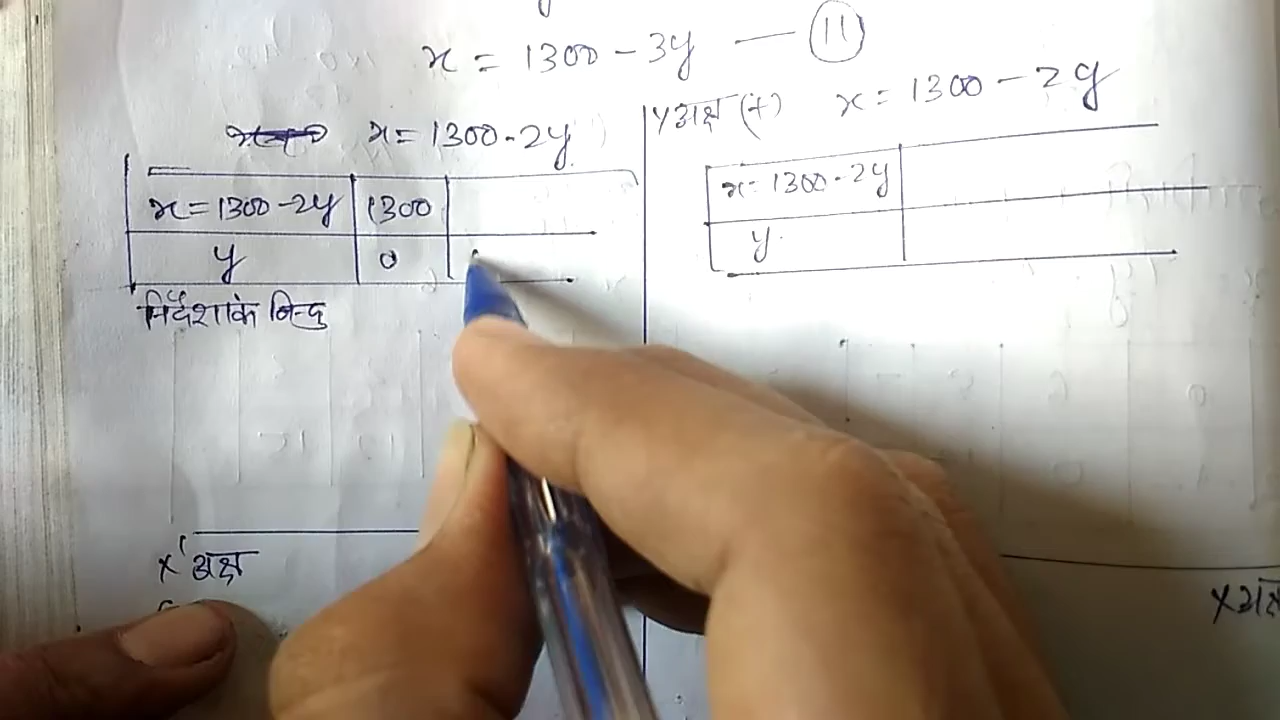 x = 1300 - 3y — (11)
Y अक्ष (+) x = 1300 - 2y
x = 1300 - 2y
x = 1300 - 2y 1300
y 0
निर्देशाकं बिन्दु
x = 1300 - 2y
y
X' अक्ष
X अक्ष